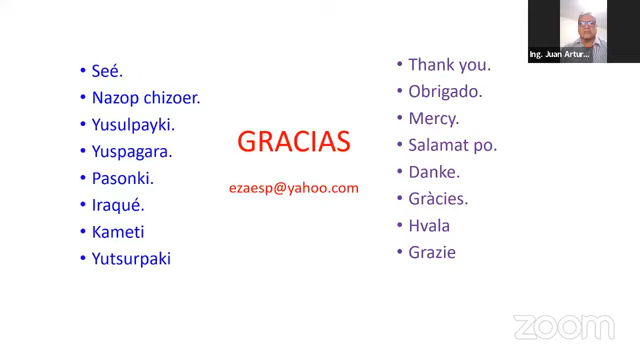 Ing. Juan Artur...
• Seé.
• Nazop chizoer.
• Yusulpayki.
• Yuspagara.
• Pasonki.
• Iraqué.
• Kameti
• Yutsurpaki
GRACIAS
ezaesp@yahoo.com
• Thank you.
• Obrigado.
• Mercy.
• Salamat po.
• Danke.
• Gràcies.
• Hvala
• Grazie
zoom